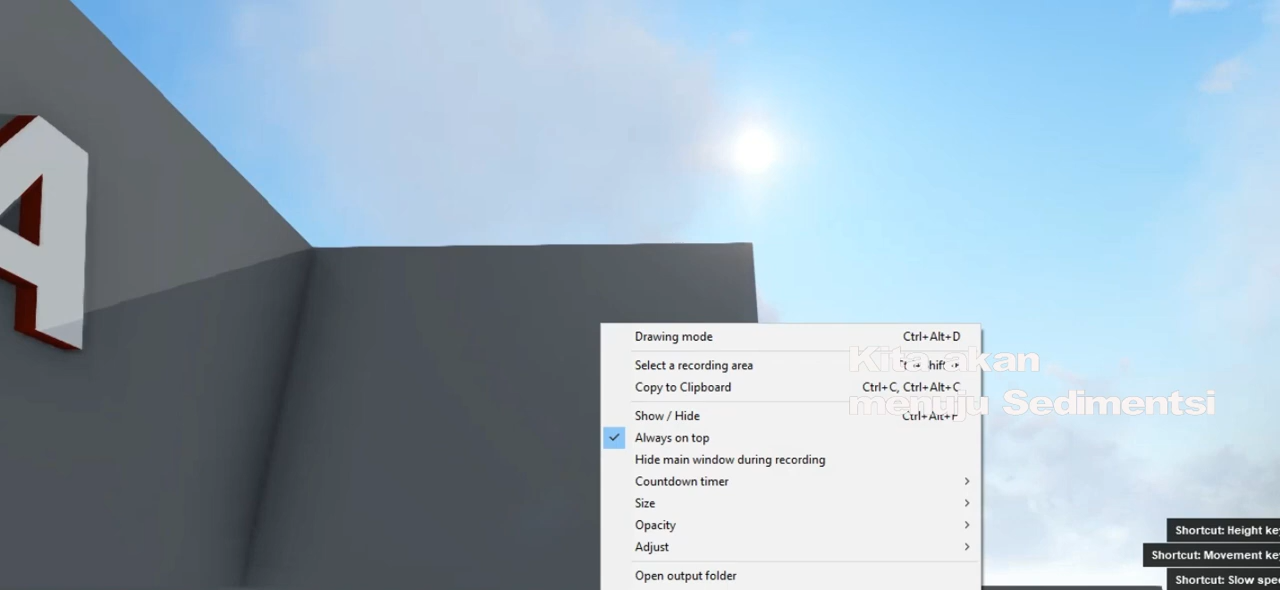 A
Drawing mode Ctrl+Alt+D
Select a recording area
Copy to Clipboard Ctrl+C, Ctrl+Alt+C
Show / Hide
Always on top
Hide main window during recording
Countdown timer
Size
Opacity
Adjust
Open output folder
Kita akan
menuju Sedimentsi
Shortcut: Height
Shortcut: Movement
Shortcut: Slow